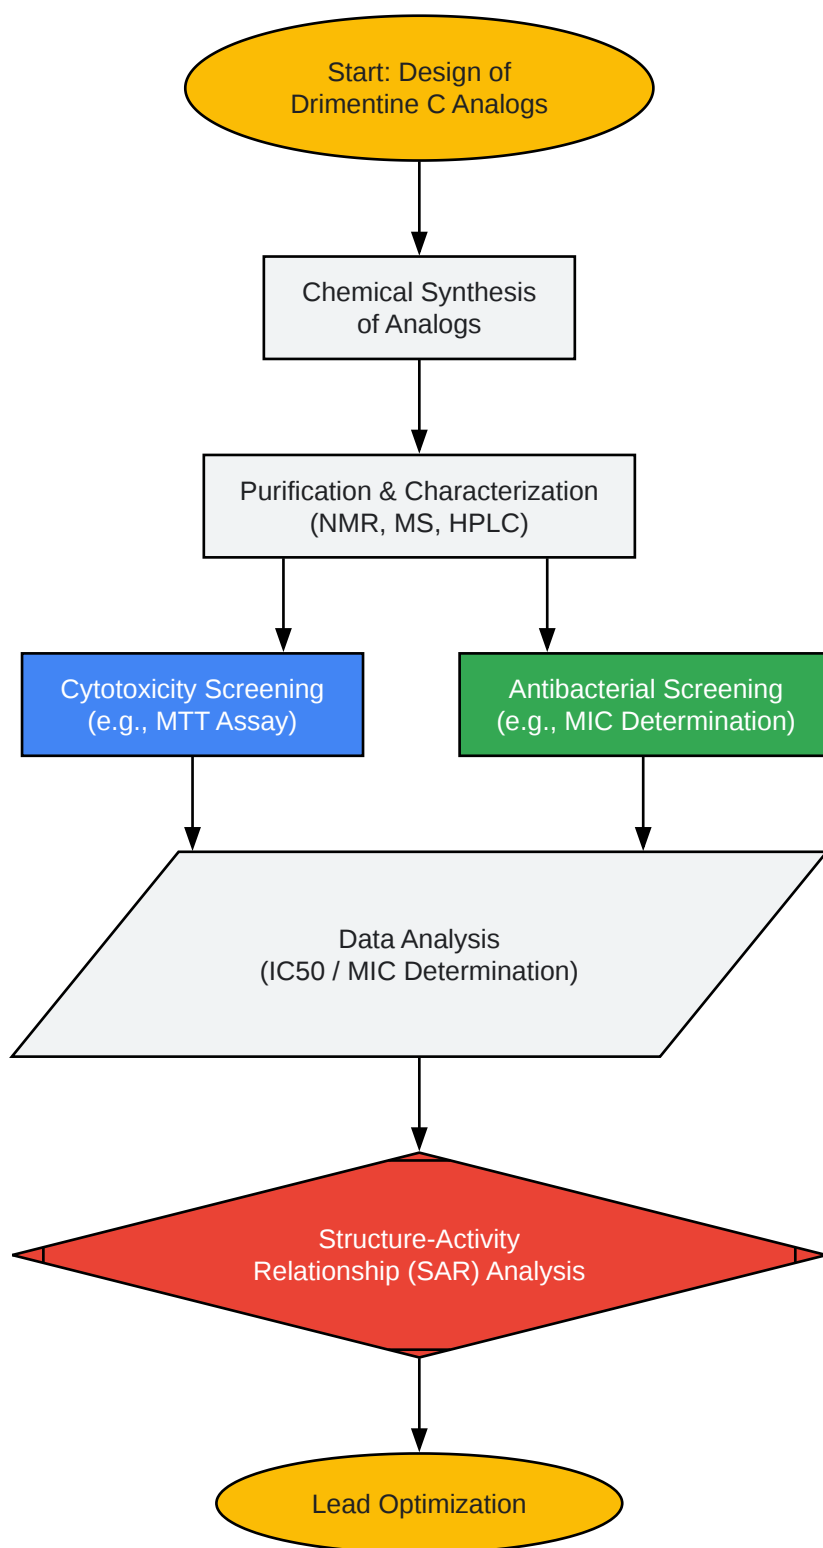 Start: Design of
Drimentine C Analogs
Chemical Synthesis
of Analogs
Purification & Characterization
(NMR, MS, HPLC)
Cytotoxicity Screening
(e.g., MTT Assay)
Antibacterial Screening
(e.g., MIC Determination)
Data Analysis
(IC50 / MIC Determination)
Structure-Activity
Relationship (SAR) Analysis
Lead Optimization